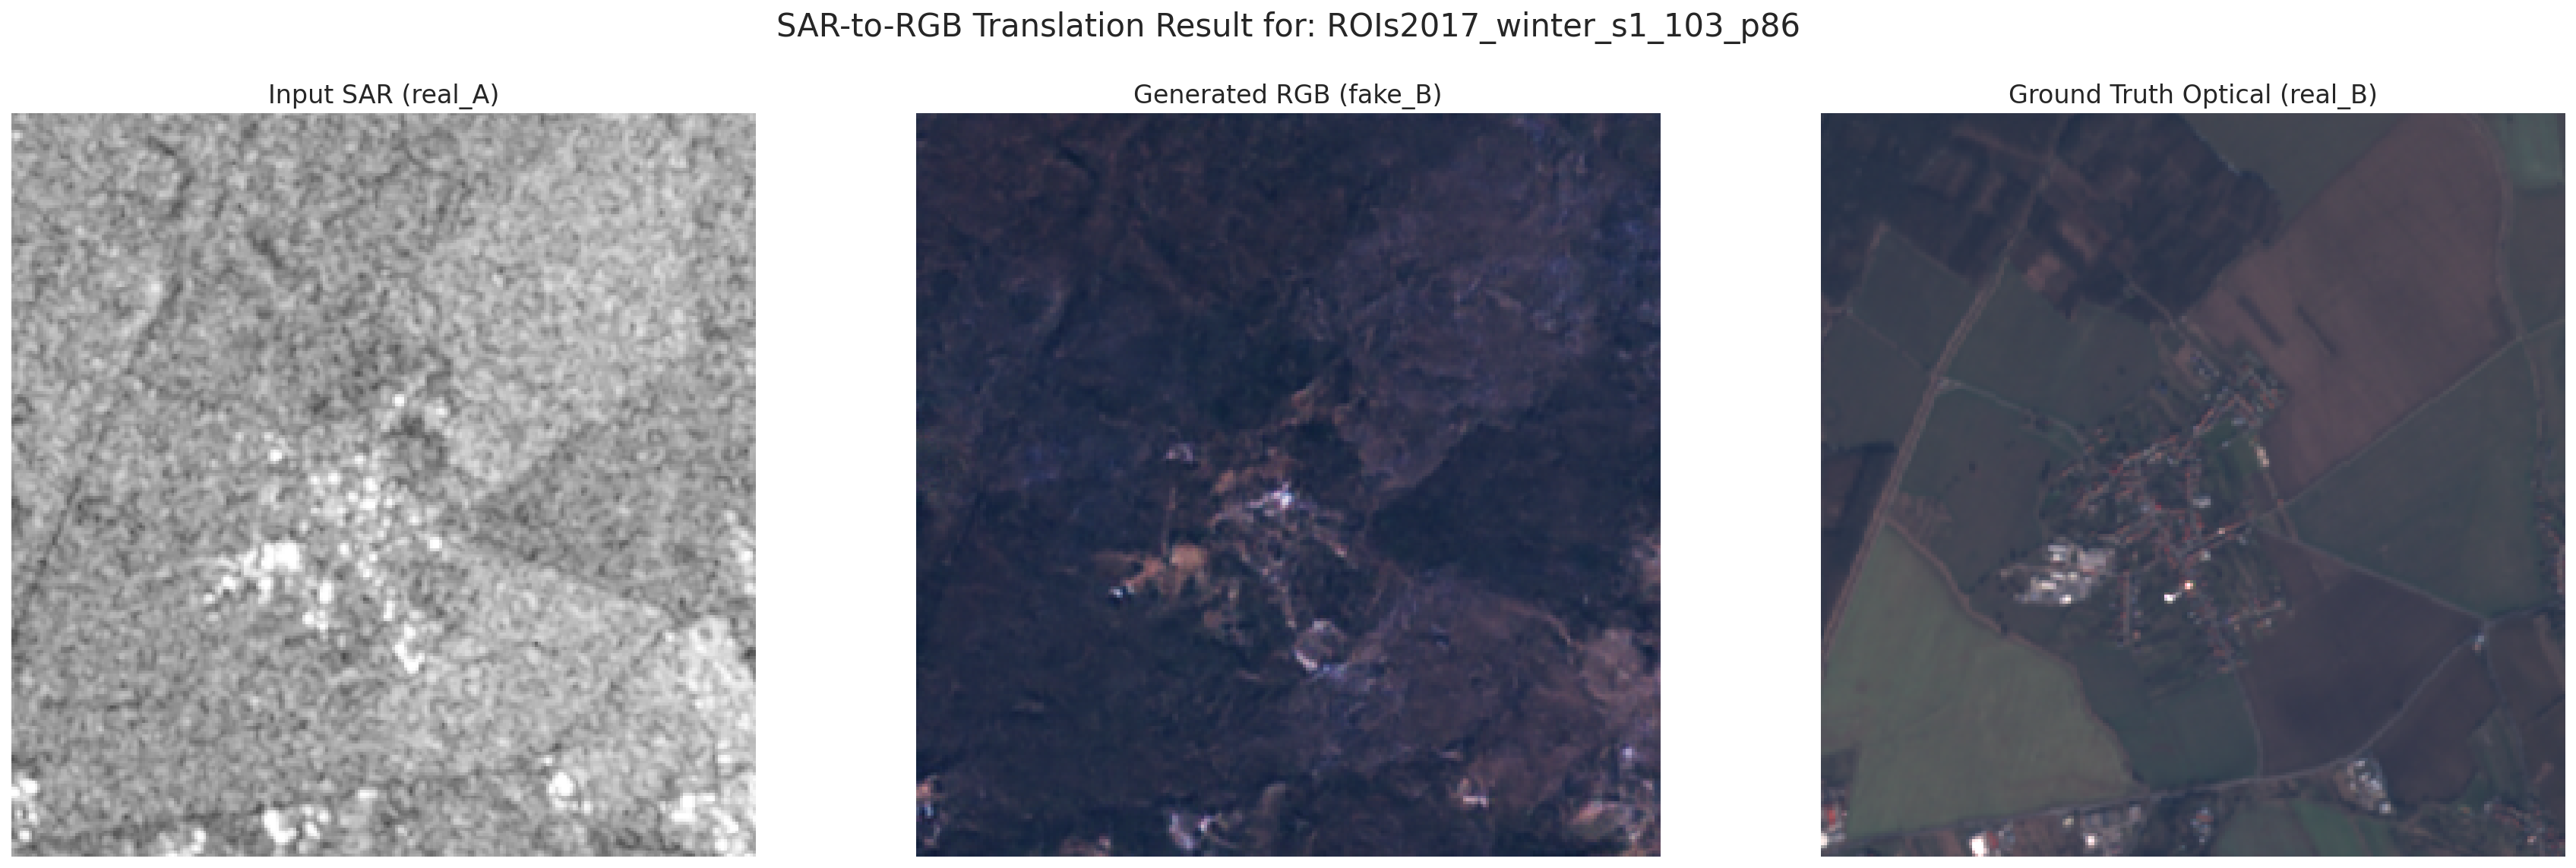 SAR-to-RGB Translation Result for: ROIs2017_winter_s1_103_p86
Input SAR (real_A)
Generated RGB (fake_B)
Ground Truth Optical (real_B)